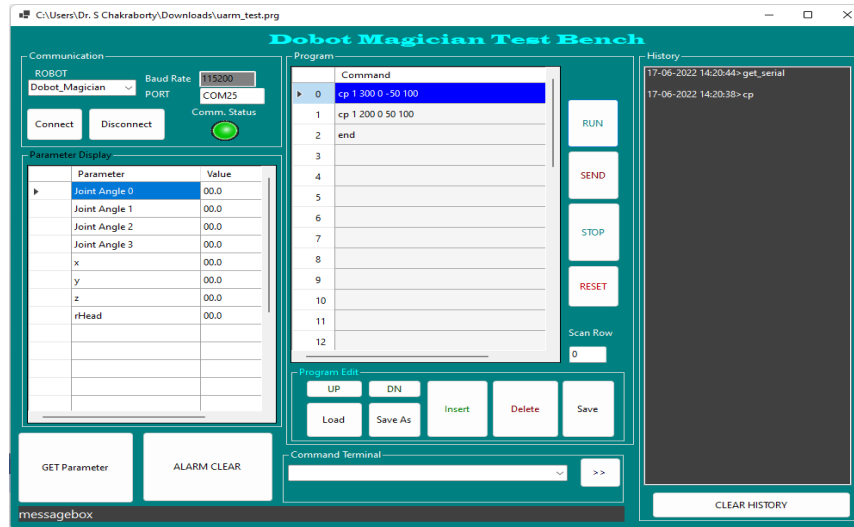 C:\Users\Dr. S Chakraborty\Downloads\uarm_test.prg
Dobot Magician Test Bench
Communication
ROBOT
Dobot_Magician
Baud Rate
115200
PORT
COM25
Connect
Disconnect
Comm. Status
Parameter Display
Parameter Value
Joint Angle 0 00.0
Joint Angle 1 00.0
Joint Angle 2 00.0
Joint Angle 3 00.0
x 00.0
y 00.0
z 00.0
rHead 00.0
GET Parameter
ALARM CLEAR
messagebox
Program
Command
0 cp 1 300 0 -50 100
1 cp 1 200 0 50 100
2 end
3
4
5
6
7
8
9
10
11
12
RUN
SEND
STOP
RESET
Scan Row
0
Program Edit
UP
DN
Load
Save As
Insert
Delete
Save
Command Terminal
>>
History
17-06-2022 14:20:44>get_serial
17-06-2022 14:20:38>cp
CLEAR HISTORY